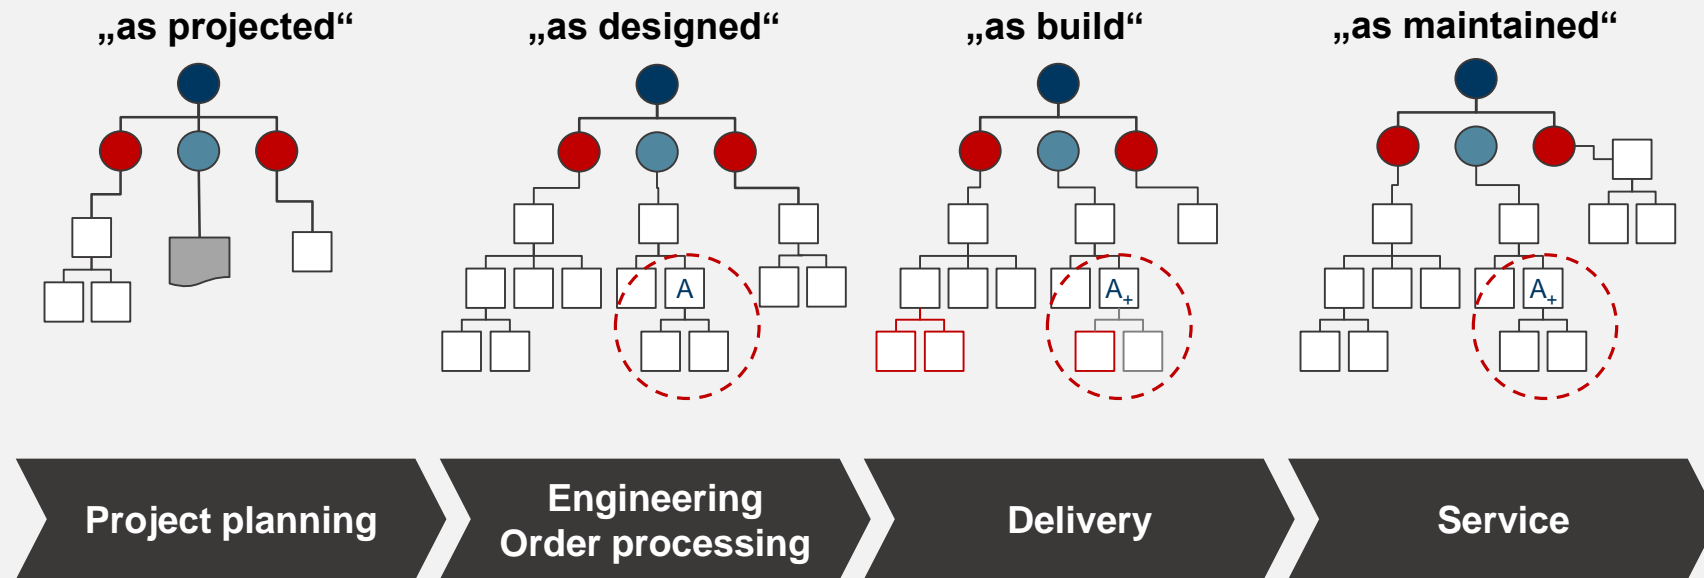 „as projected“
„as designed“
„as build“
„as maintained“
A
A+
A+
Project planning
Engineering
Order processing
Delivery
Service